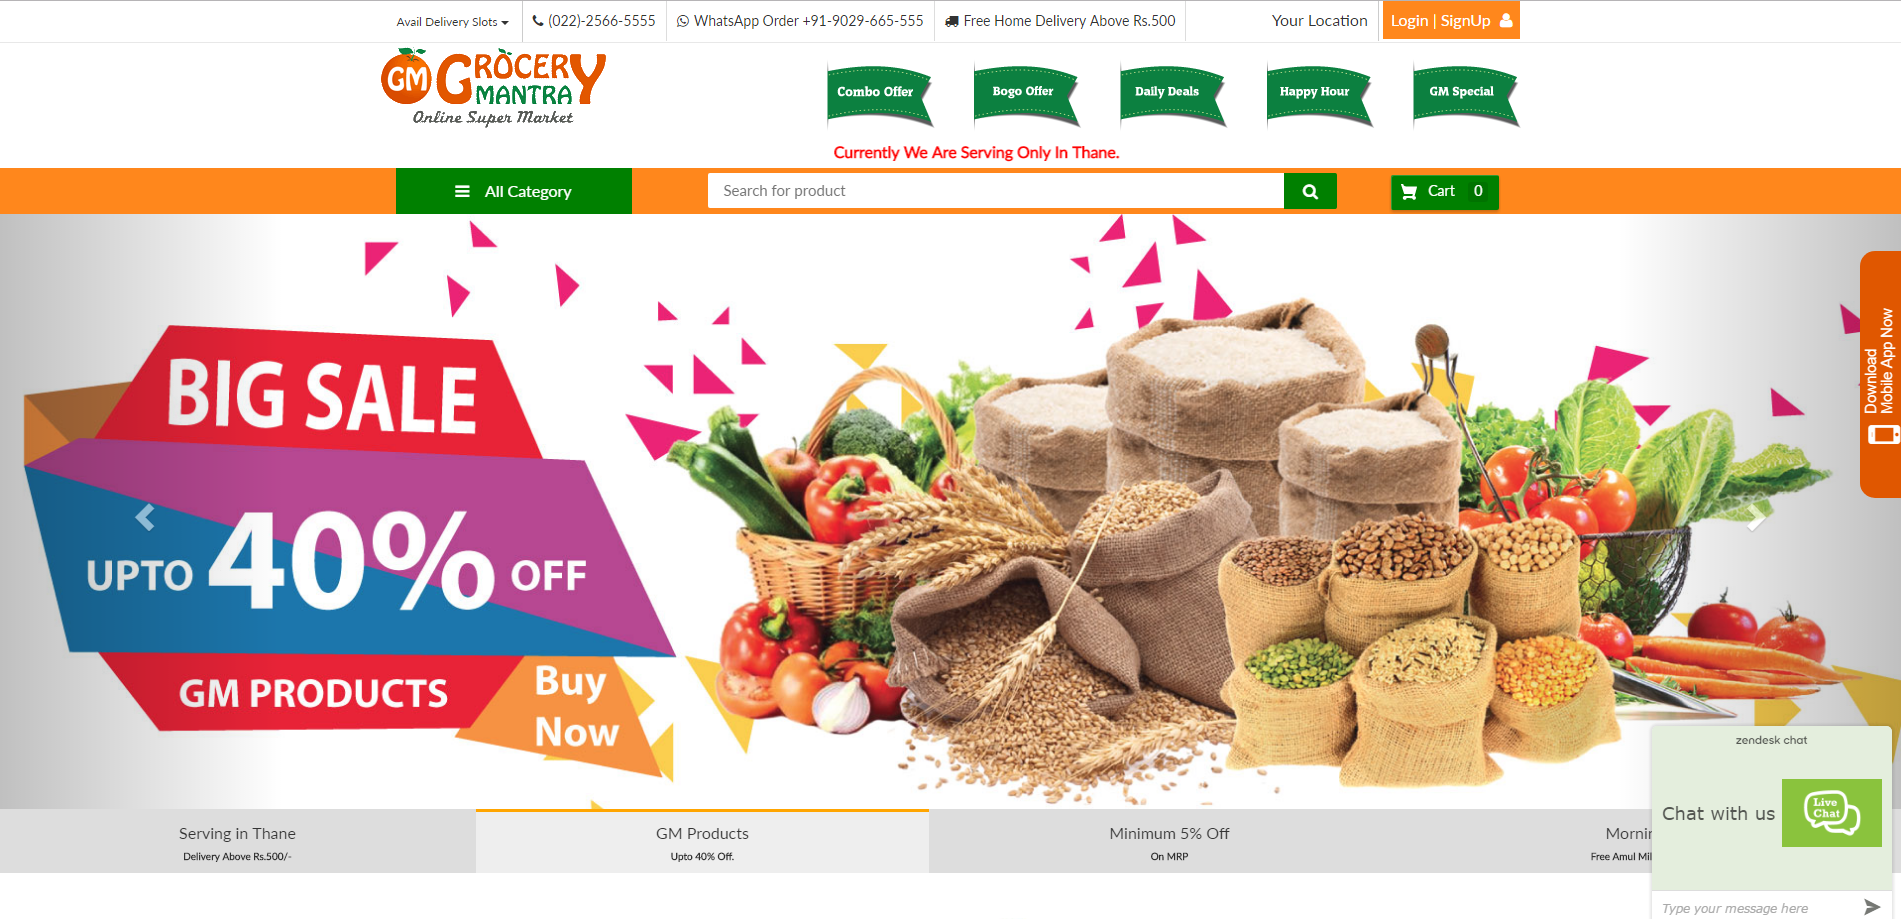 Avail Delivery Slots
(022)-2566-5555
WhatsApp Order +91-9029-665-555
Free Home Delivery Above Rs.500
Your Location
Login | SignUp
GM GROCERY
MANTRA
Online Super Market
Combo Offer
Bogo Offer
Daily Deals
Happy Hour
GM Special
Currently We Are Serving Only In Thane.
All Category
Search for product
Cart 0
BIG SALE
UPTO 40% OFF
GM PRODUCTS
Buy
Now
Download
Mobile App Now
Serving in Thane
Delivery Above Rs.500/-
GM Products
Upto 40% Off.
Minimum 5% Off
On MRP
Free Amul
zendesk chat
Chat with us
Live
Chat
Type your message here